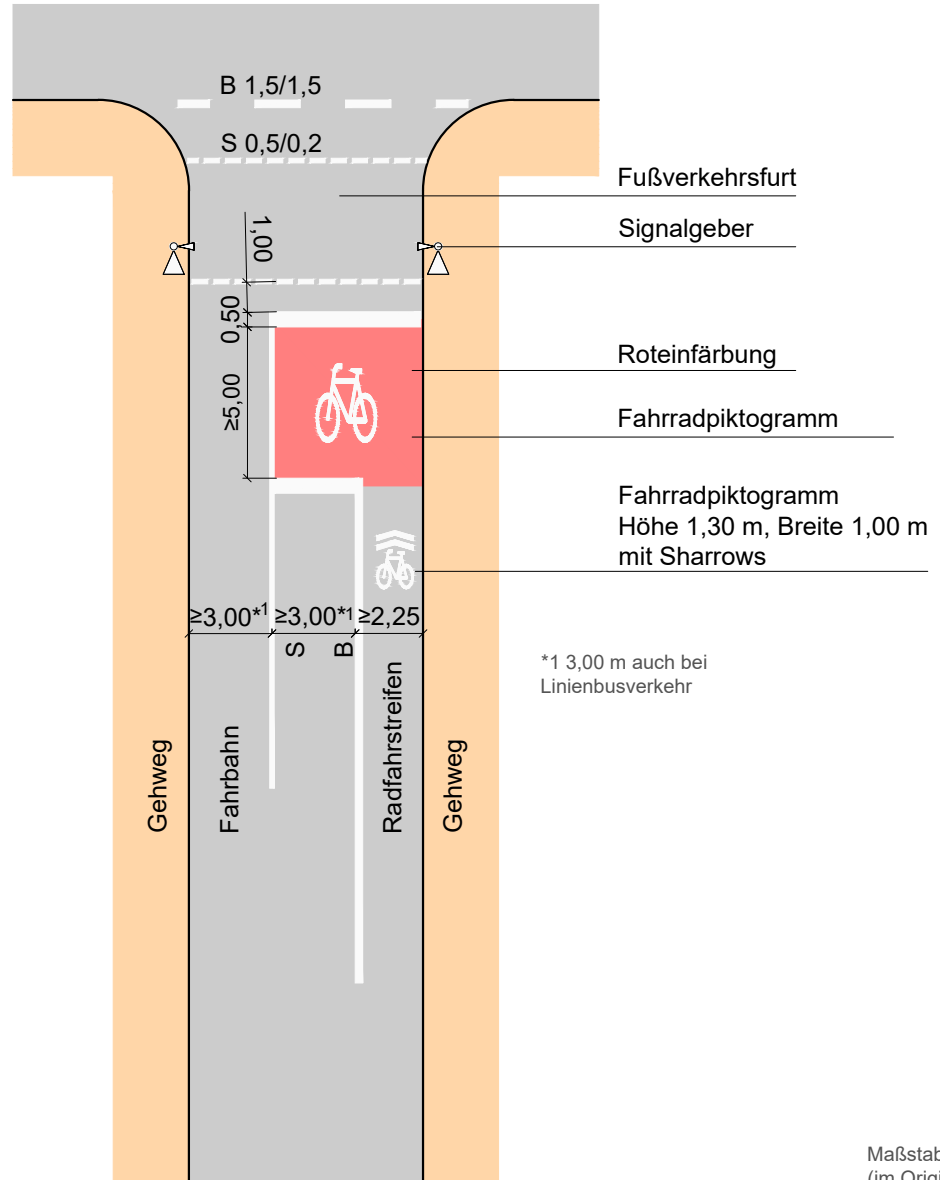 B 1,5/1,5
S 0,5/0,2
Fußverkehrsfurt
Signalgeber
1,00
0,50
≥5,00
Roteinfärbung
Fahrradpiktogramm
Fahrradpiktogramm
Höhe 1,30 m, Breite 1,00 m
mit Sharrows
≥3,00*1 ≥3,00*1 ≥2,25
S
B
*1 3,00 m auch bei
Linienbusverkehr
Gehweg
Fahrbahn
Radfahrstreifen
Gehweg
Maßstab
(im Origi